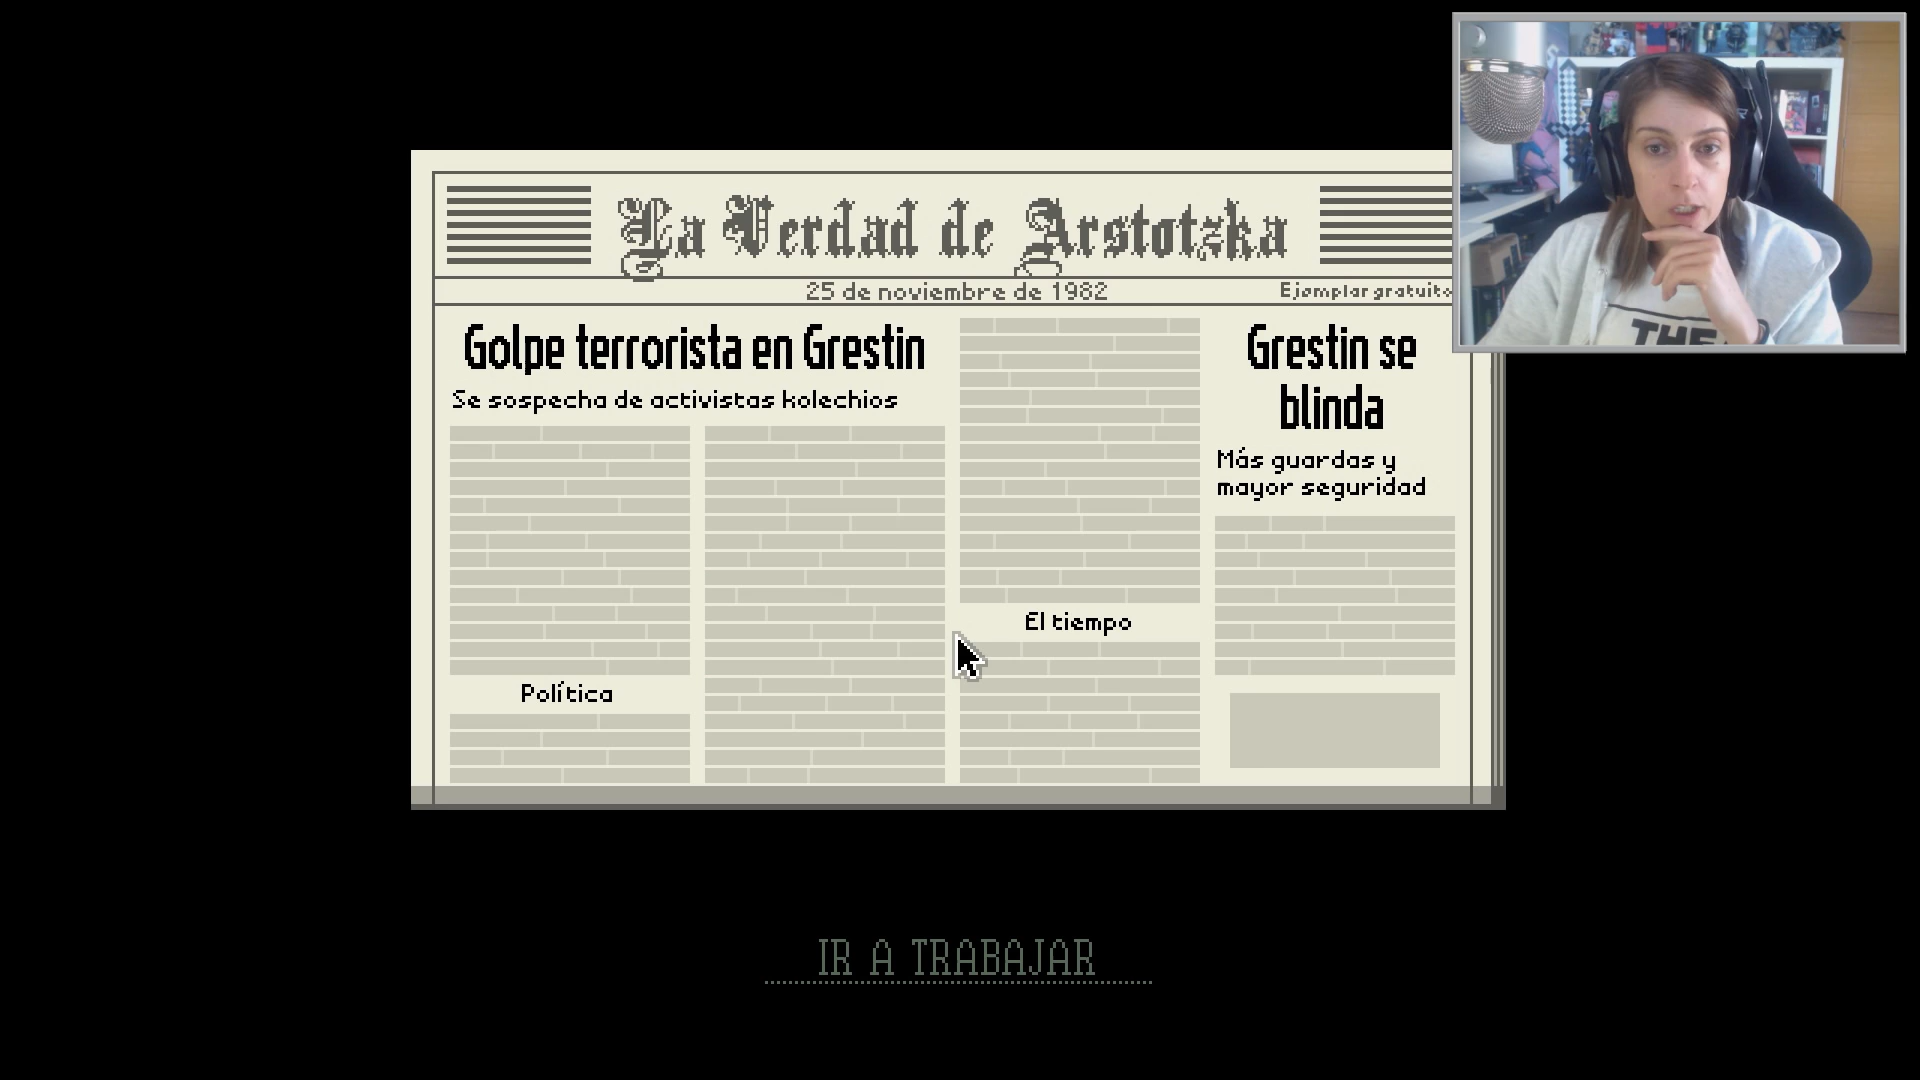 La Verdad de Arstotzka
25 de noviembre de 1982
Ejemplar gratuito
Golpe terrorista en Grestin
Se sospecha de activistas kolechios
Política
El tiempo
Grestin se
blinda
Más guardas y
mayor seguridad
IR A TRABAJAR
THE